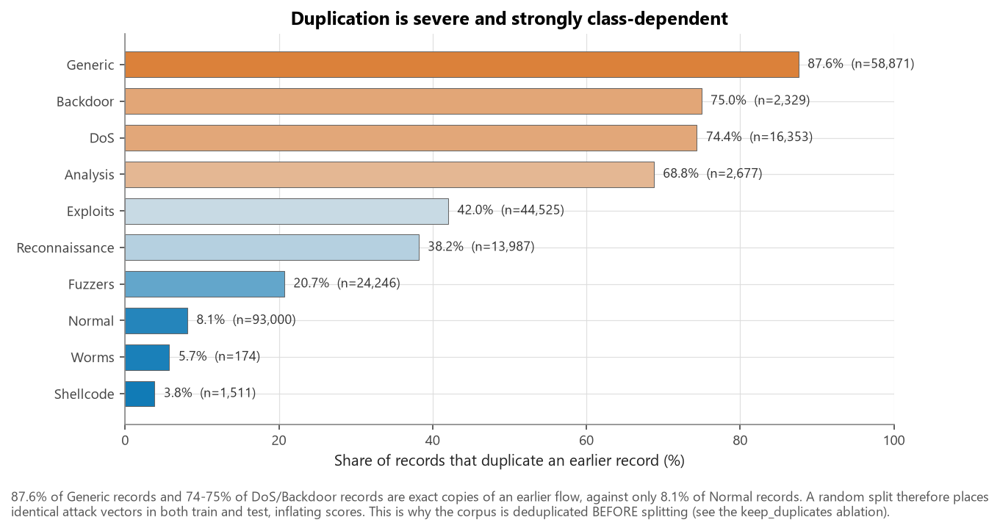 Duplication is severe and strongly class-dependent
Generic 87.6% (n=58,871)
Backdoor 75.0% (n=2,329)
DoS 74.4% (n=16,353)
Analysis 68.8% (n=2,677)
Exploits 42.0% (n=44,525)
Reconnaissance 38.2% (n=13,987)
Fuzzers 20.7% (n=24,246)
Normal 8.1% (n=93,000)
Worms 5.7% (n=174)
Shellcode 3.8% (n=1,511)
0 20 40 60 80 100
Share of records that duplicate an earlier record (%)
87.6% of Generic records and 74-75% of DoS/Backdoor records are exact copies of an earlier flow, against only 8.1% of Normal records. A random split therefore places
identical attack vectors in both train and test, inflating scores. This is why the corpus is deduplicated BEFORE splitting (see the keep_duplicates ablation).